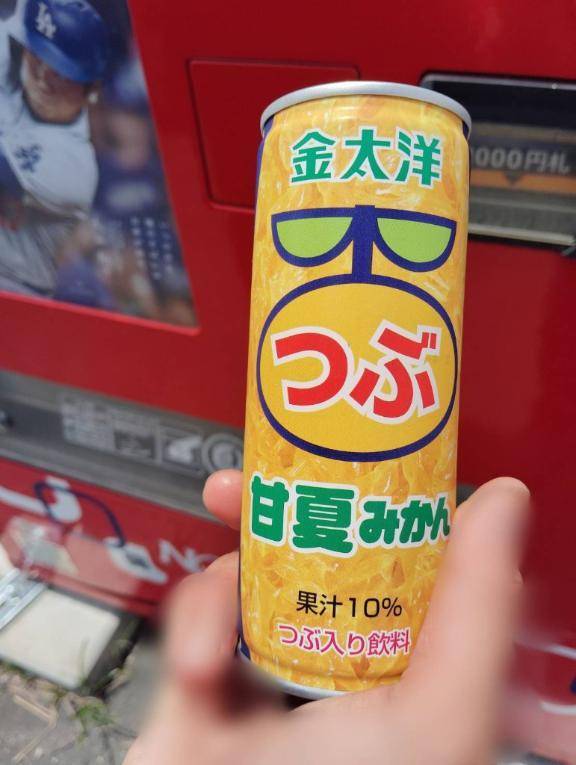 金太洋
つぶ
甘夏みかん
果汁10%
つぶ入り飲料
000円札
LA